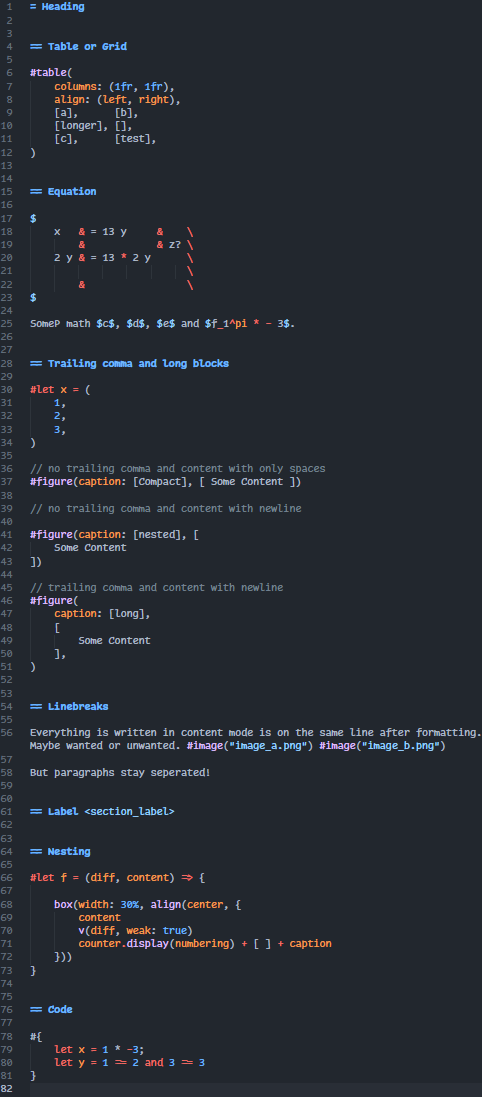 1 = Heading
2
3
4 == Table or Grid
5
6 #table(
7     columns: (1fr, 1fr),
8     align: (left, right),
9     [a],      [b],
10     [longer], [],
11     [c],      [test],
12 )
13
14
15 == Equation
16
17 $
18     x   & = 13 y     &    \
19         &            & z? \
20     2 y & = 13 * 2 y      \
21                           \
22         &                 \
23 $
24
25 SomeP math $c$, $d$, $e$ and $f_1^pi * - 3$.
26
27
28 == Trailing comma and long blocks
29
30 #let x = (
31     1,
32     2,
33     3,
34 )
35
36 // no trailing comma and content with only spaces
37 #figure(caption: [Compact], [ Some Content ])
38
39 // no trailing comma and content with newline
40
41 #figure(caption: [nested], [
42     Some Content
43 ])
44
45 // trailing comma and content with newline
46 #figure(
47     caption: [long],
48     [
49         Some Content
50     ],
51 )
52
53
54 == Linebreaks
55
56 Everything is written in content mode is on the same line after formatting.
Maybe wanted or unwanted. #image("image_a.png") #image("image_b.png")
57
58 But paragraphs stay seperated!
59
60
61 == Label <section_label>
62
63
64 == Nesting
65
66 #let f = (diff, content) => {
67
68     box(width: 30%, align(center, {
69         content
70         v(diff, weak: true)
71         counter.display(numbering) + [ ] + caption
72     }))
73 }
74
75
76 == Code
77
78 #{
79     let x = 1 * -3;
80     let y = 1 == 2 and 3 == 3
81 }
82